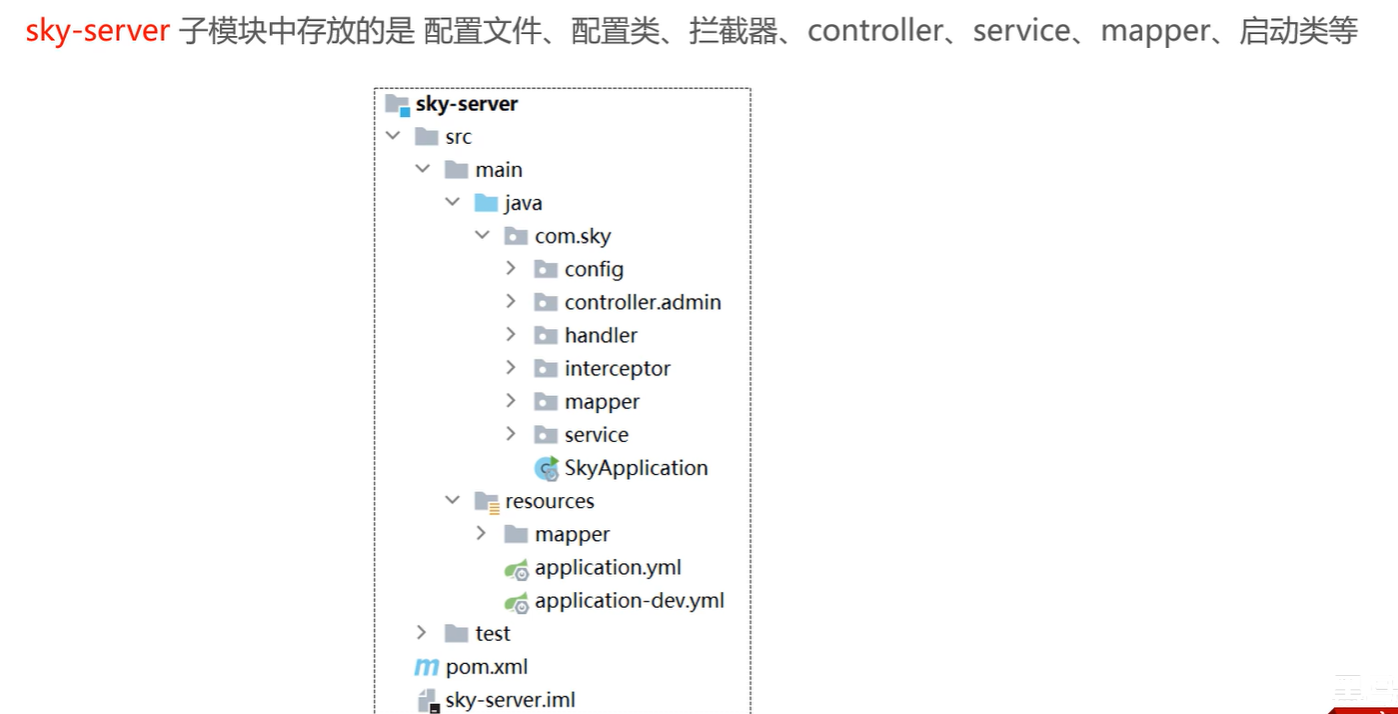 sky-server 子模块中存放的是 配置文件、配置类、拦截器、controller、service、mapper、启动类等
sky-server
src
main
java
com.sky
config
controller.admin
handler
interceptor
mapper
service
SkyApplication
resources
mapper
application.yml
application-dev.yml
test
pom.xml
sky-server.iml